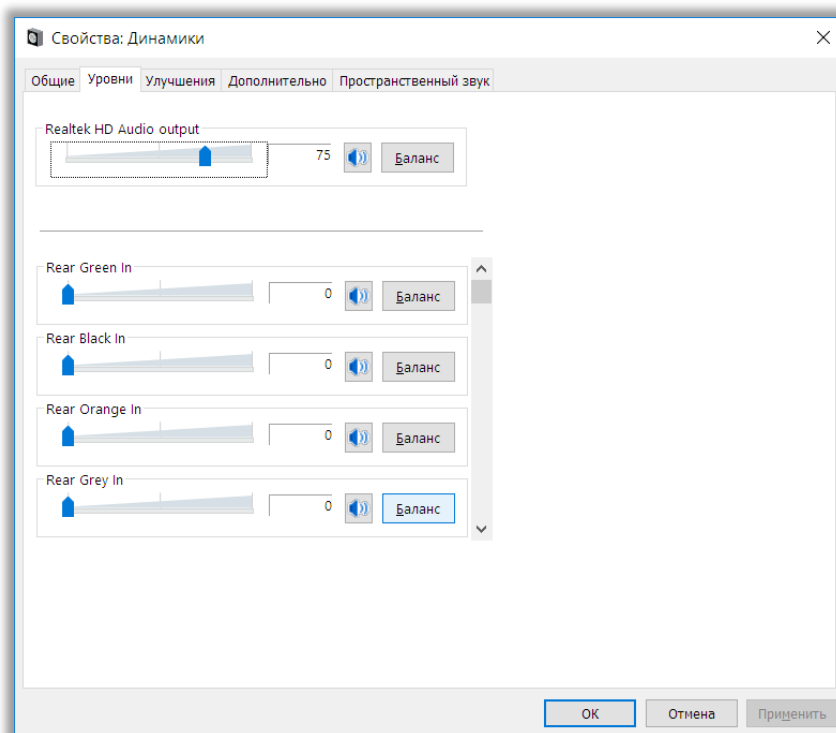 Свойства: Динамики
Общие Уровни Улучшения Дополнительно Пространственный звук
Realtek HD Audio output
75 Баланс
Rear Green In
0 Баланс
Rear Black In
0 Баланс
Rear Orange In
0 Баланс
Rear Grey In
0 Баланс
ОК Отмена Применить